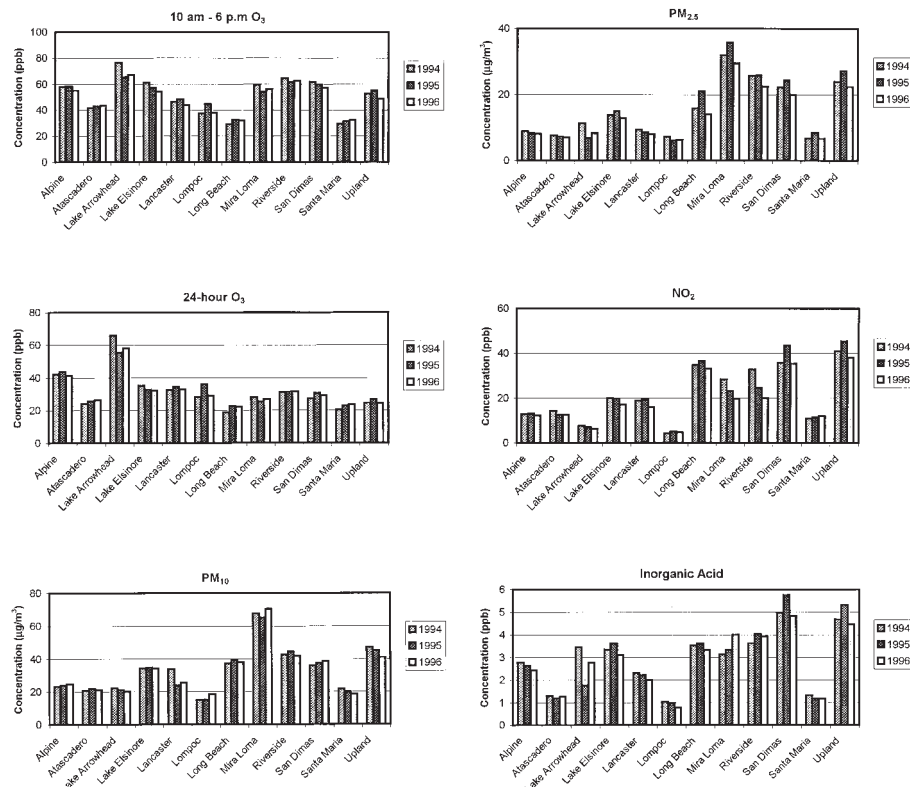 10 am - 6 p.m O₃
Concentration (ppb)
100
80
60
40
20
0
Alpine
Atascadero
Lake Arrowhead
Lake Elsinore
Lancaster
Lompoc
Long Beach
Mira Loma
Riverside
San Dimas
Santa Maria
Upland
1994
1995
1996
PM₂.₅
Concentration (µg/m³)
40
30
20
10
0
Alpine
Atascadero
Lake Arrowhead
Lake Elsinore
Lancaster
Lompoc
Long Beach
Mira Loma
Riverside
San Dimas
Santa Maria
Upland
1994
1995
1996
24-hour O₃
Concentration (ppb)
80
60
40
20
0
Alpine
Atascadero
Lake Arrowhead
Lake Elsinore
Lancaster
Lompoc
Long Beach
Mira Loma
Riverside
San Dimas
Santa Maria
Upland
1994
1995
1996
NO₂
Concentration (ppb)
60
40
20
0
Alpine
Atascadero
Lake Arrowhead
Lake Elsinore
Lancaster
Lompoc
Long Beach
Mira Loma
Riverside
San Dimas
Santa Maria
Upland
1994
1995
1996
PM₁₀
Concentration (µg/m³)
80
60
40
20
0
Alpine
Atascadero
Lake Arrowhead
Lake Elsinore
Lancaster
Lompoc
Long Beach
Mira Loma
Riverside
San Dimas
Santa Maria
Upland
1994
1995
1996
Inorganic Acid
Concentration (ppb)
6
5
4
3
2
1
0
Alpine
Atascadero
Lake Arrowhead
Lake Elsinore
Lancaster
Lompoc
Long Beach
Mira Loma
Riverside
San Dimas
Santa Maria
Upland
1994
1995
1996